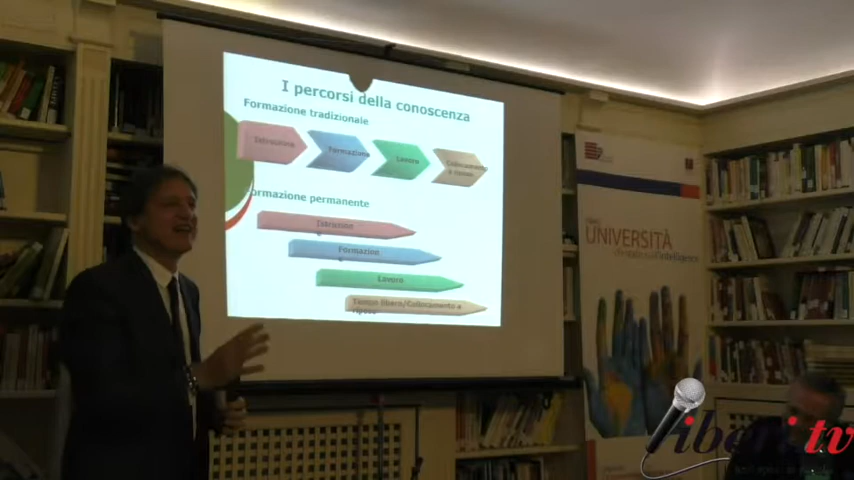 I percorsi della conoscenza
Formazione tradizionale
Istruzione
Formazione
Lavoro
Collocamento
a riposo
Formazione permanente
Istruzione
Formazione
Lavoro
Tempo libero/Collocamento a
riposo
UNIVERSITÀ
liberi.tv